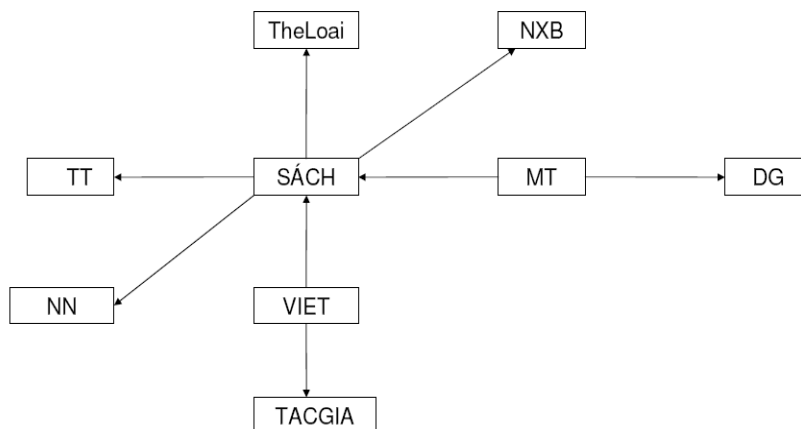 TheLoai
NXB
TT
SÁCH
MT
DG
NN
VIET
TACGIA